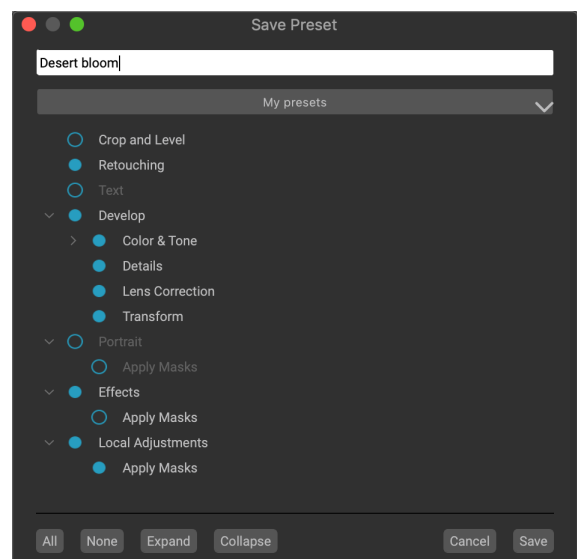 Save Preset
Desert bloom
My presets
Crop and Level
Retouching
Text
Develop
Color & Tone
Details
Lens Correction
Transform
Portrait
Apply Masks
Effects
Apply Masks
Local Adjustments
Apply Masks
All None Expand Collapse Cancel Save